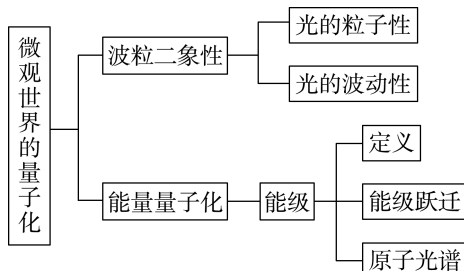 微观世界的量子化
波粒二象性
光的粒子性
光的波动性
能量量子化
能级
定义
能级跃迁
原子光谱